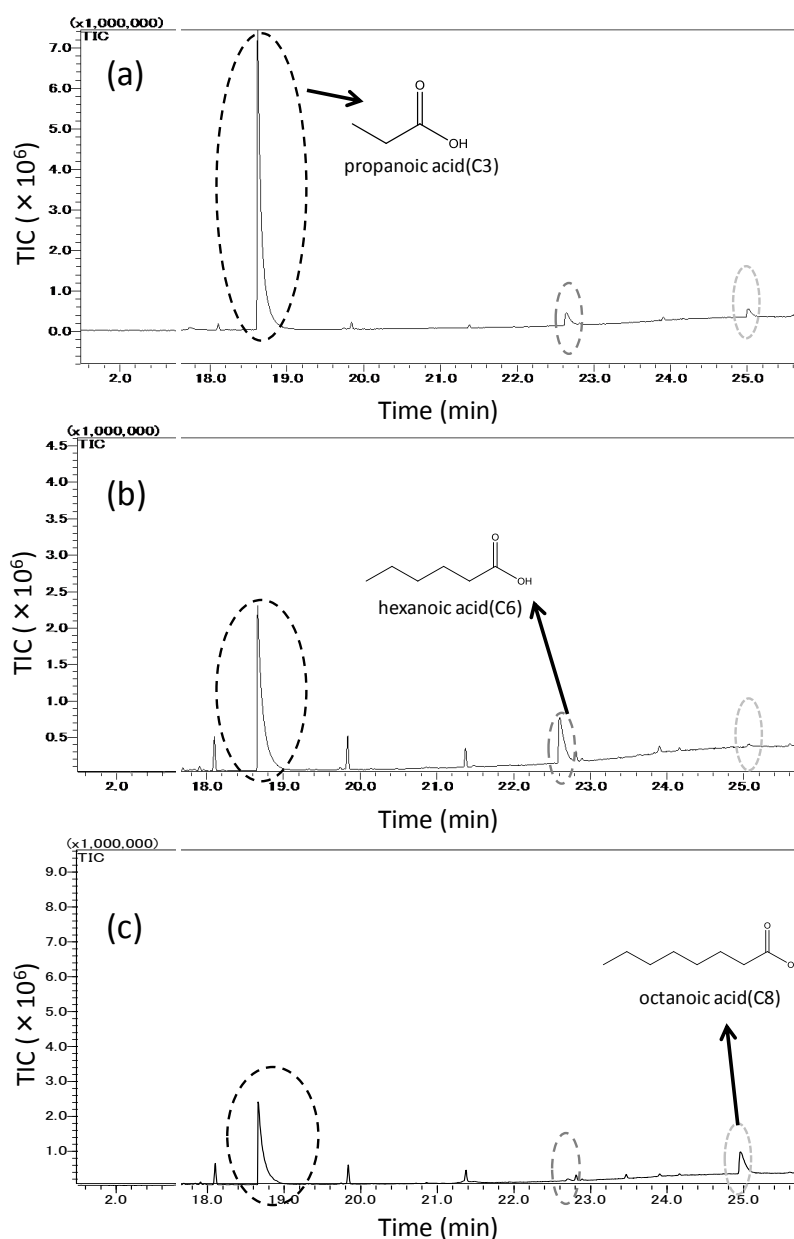 (×1,000,000)
TIC
(a)
7.0
6.0
5.0
4.0
3.0
2.0
1.0
0.0
TIC (×10⁶)
O
OH
propanoic acid(C3)
2.0 18.0 19.0 20.0 21.0 22.0 23.0 24.0 25.0
Time (min)
(×1,000,000)
TIC
(b)
4.5
4.0
3.5
3.0
2.5
2.0
1.5
1.0
0.5
TIC (×10⁶)
O
OH
hexanoic acid(C6)
2.0 18.0 19.0 20.0 21.0 22.0 23.0 24.0 25.0
Time (min)
(×1,000,000)
TIC
(c)
9.0
8.0
7.0
6.0
5.0
4.0
3.0
2.0
1.0
TIC (×10⁶)
O
O
octanoic acid(C8)
2.0 18.0 19.0 20.0 21.0 22.0 23.0 24.0 25.0
Time (min)